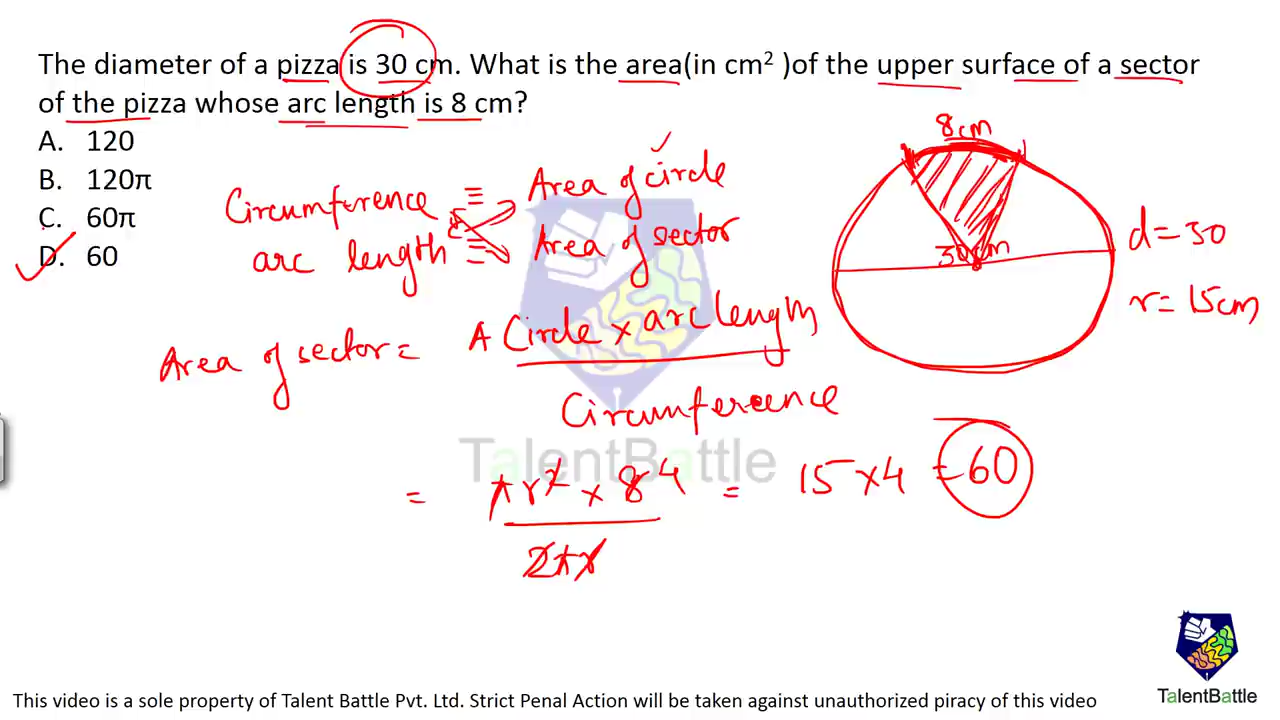 The diameter of a pizza is 30 cm. What is the area(in cm² )of the upper surface of a sector
of the pizza whose arc length is 8 cm?
A. 120
B. 120π
C. 60π
D. 60
8cm
Circumference ≡ Area of circle
arc length ≡ Area of sector
30cm
d=30
r=15cm
Area of sector = A Circle × arc length
Circumference
= πr² × 8 4 = 15 × 4 = 60
2πr
TalentBattle
TalentBattle
This video is a sole property of Talent Battle Pvt. Ltd. Strict Penal Action will be taken against unauthorized piracy of this video